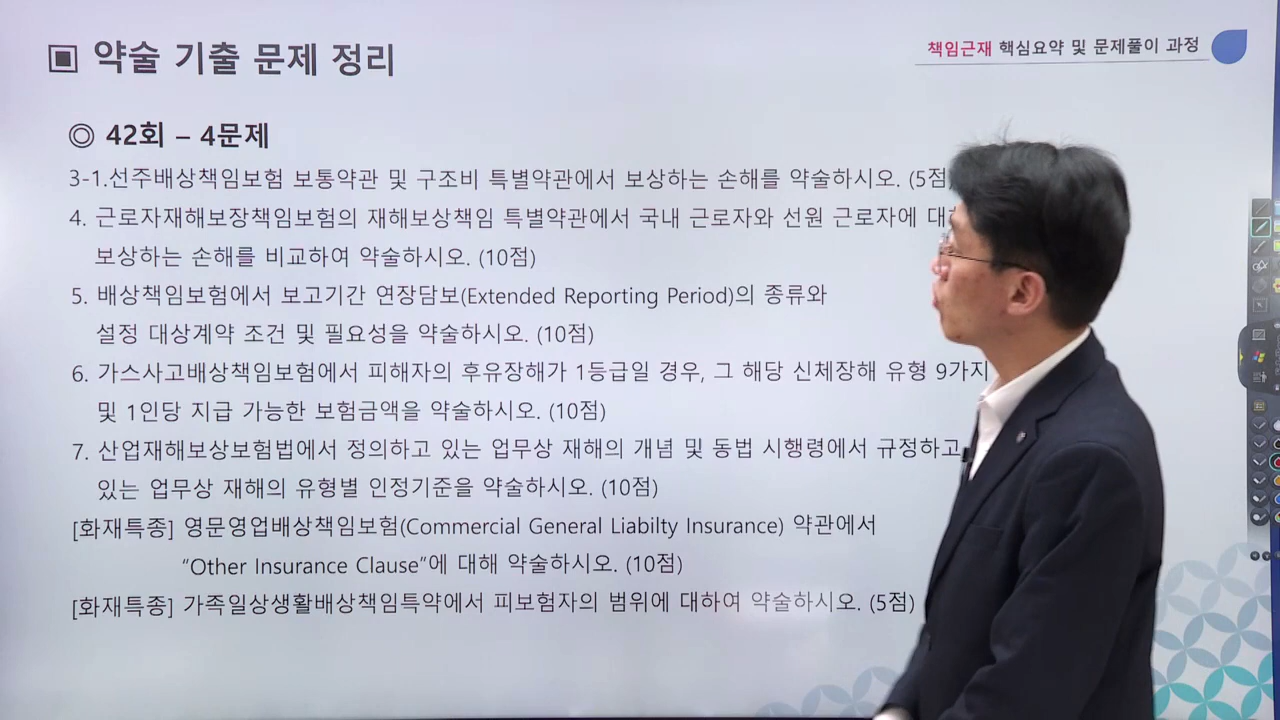 ▣ 약술 기출 문제 정리
책임근재 핵심요약 및 문제풀이 과정
◎ 42회 – 4문제
3-1.선주배상책임보험 보통약관 및 구조비 특별약관에서 보상하는 손해를 약술하시오. (5점
4. 근로자재해보장책임보험의 재해보상책임 특별약관에서 국내 근로자와 선원 근로자에
보상하는 손해를 비교하여 약술하시오. (10점)
5. 배상책임보험에서 보고기간 연장담보(Extended Reporting Period)의 종류와
설정 대상계약 조건 및 필요성을 약술하시오. (10점)
6. 가스사고배상책임보험에서 피해자의 후유장해가 1등급일 경우, 그 해당 신체장해 유형 9가지
및 1인당 지급 가능한 보험금액을 약술하시오. (10점)
7. 산업재해보상보험법에서 정의하고 있는 업무상 재해의 개념 및 동법 시행령에서 규정하고
있는 업무상 재해의 유형별 인정기준을 약술하시오. (10점)
[화재특종] 영문영업배상책임보험(Commercial General Liabilty Insurance) 약관에서
“Other Insurance Clause”에 대해 약술하시오. (10점)
[화재특종] 가족일상생활배상책임특약에서 피보험자의 범위에 대하여 약술하시오. (5점)